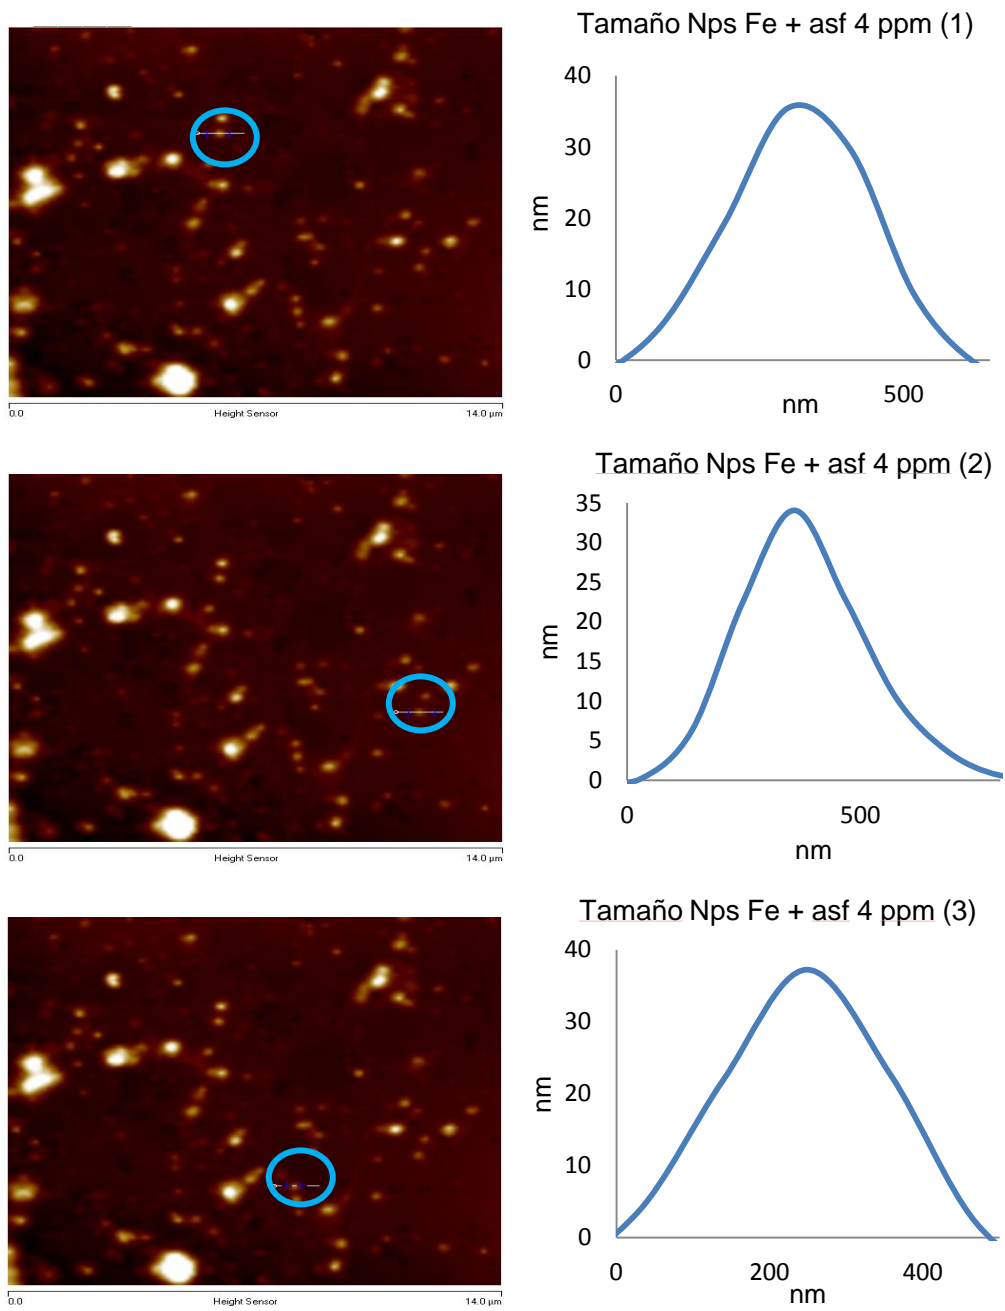 Tamaño Nps Fe + asf 4 ppm (1)
40
30
20
10
0
nm
0
500
nm
0.0
Height Sensor
14.0 µm
Tamaño Nps Fe + asf 4 ppm (2)
35
30
25
20
15
10
5
0
nm
0
500
nm
0.0
Height Sensor
14.0 µm
Tamaño Nps Fe + asf 4 ppm (3)
40
30
20
10
0
nm
0
200
400
nm
0.0
Height Sensor
14.0 µm